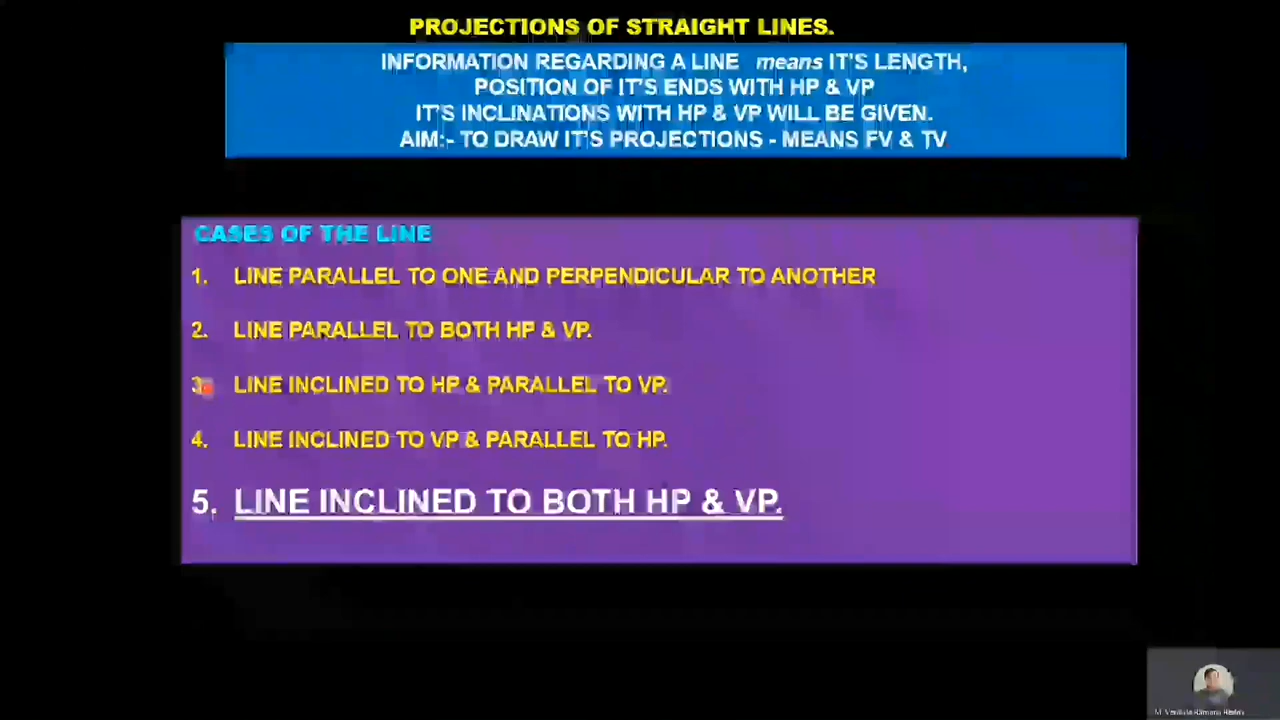 PROJECTIONS OF STRAIGHT LINES.
INFORMATION REGARDING A LINE means IT'S LENGTH,
POSITION OF IT'S ENDS WITH HP & VP
IT'S INCLINATIONS WITH HP & VP WILL BE GIVEN.
AIM:- TO DRAW IT'S PROJECTIONS - MEANS FV & TV
CASES OF THE LINE
1. LINE PARALLEL TO ONE AND PERPENDICULAR TO ANOTHER
2. LINE PARALLEL TO BOTH HP & VP.
3. LINE INCLINED TO HP & PARALLEL TO VP.
4. LINE INCLINED TO VP & PARALLEL TO HP.
5. LINE INCLINED TO BOTH HP & VP.